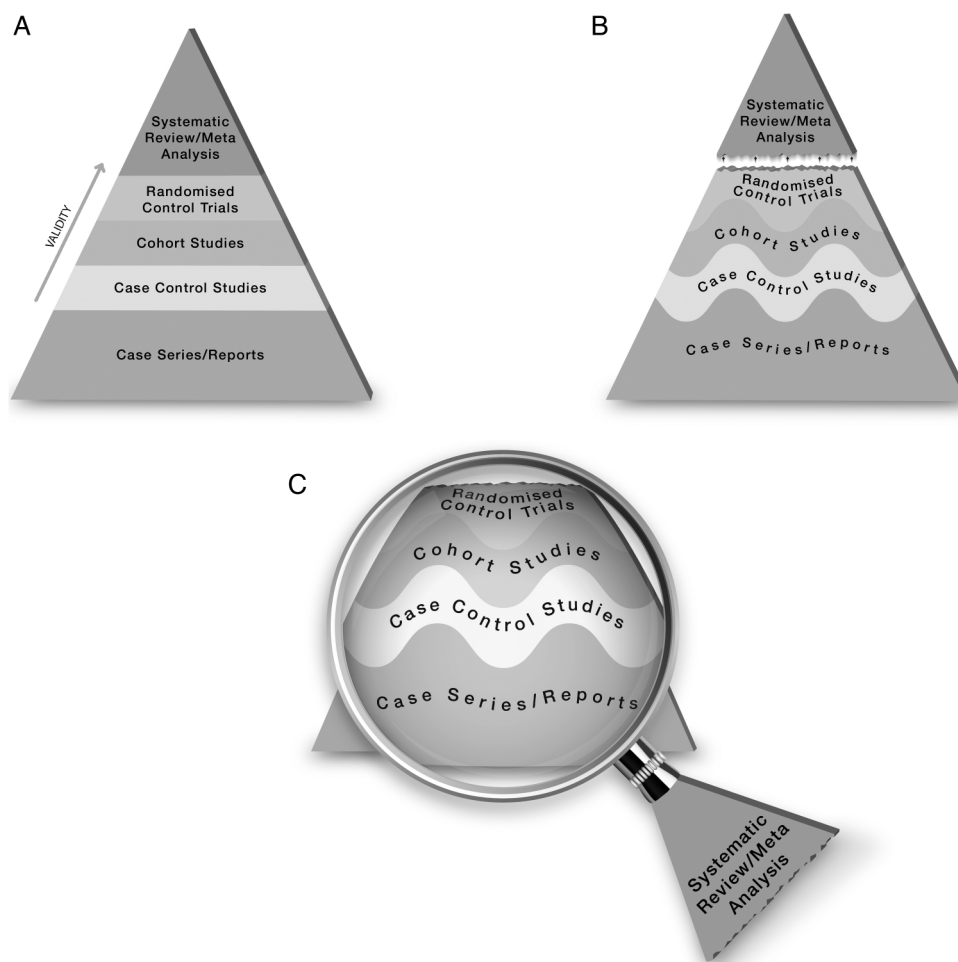 A
Systematic
Review/Meta
Analysis
Randomised
Control Trials
Cohort Studies
Case Control Studies
Case Series/Reports
VALIDITY
B
Systematic
Review/Meta
Analysis
Randomised
Control Trials
Cohort Studies
Case Control Studies
Case Series/Reports
C
Randomised
Control Trials
Cohort Studies
Case Control Studies
Case Series/Reports
Systematic
Review/Meta
Analysis